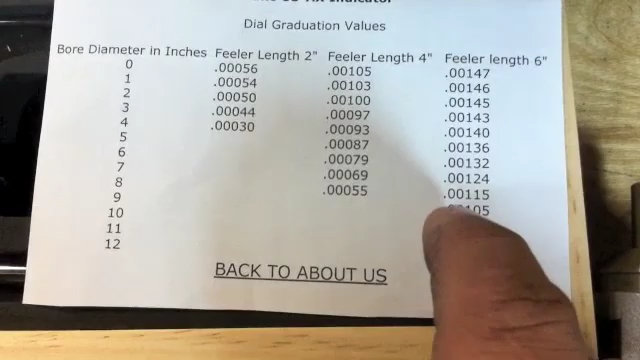 Indicator
Dial Graduation Values
Bore Diameter in Inches Feeler Length 2" Feeler Length 4" Feeler length 6"
0 .00056 .00105 .00147
1 .00054 .00103 .00146
2 .00050 .00100 .00145
3 .00044 .00097 .00143
4 .00030 .00093 .00140
5 .00087 .00136
6 .00079 .00132
7 .00069 .00124
8 .00055 .00115
9 .00105
10
11
12
BACK TO ABOUT US